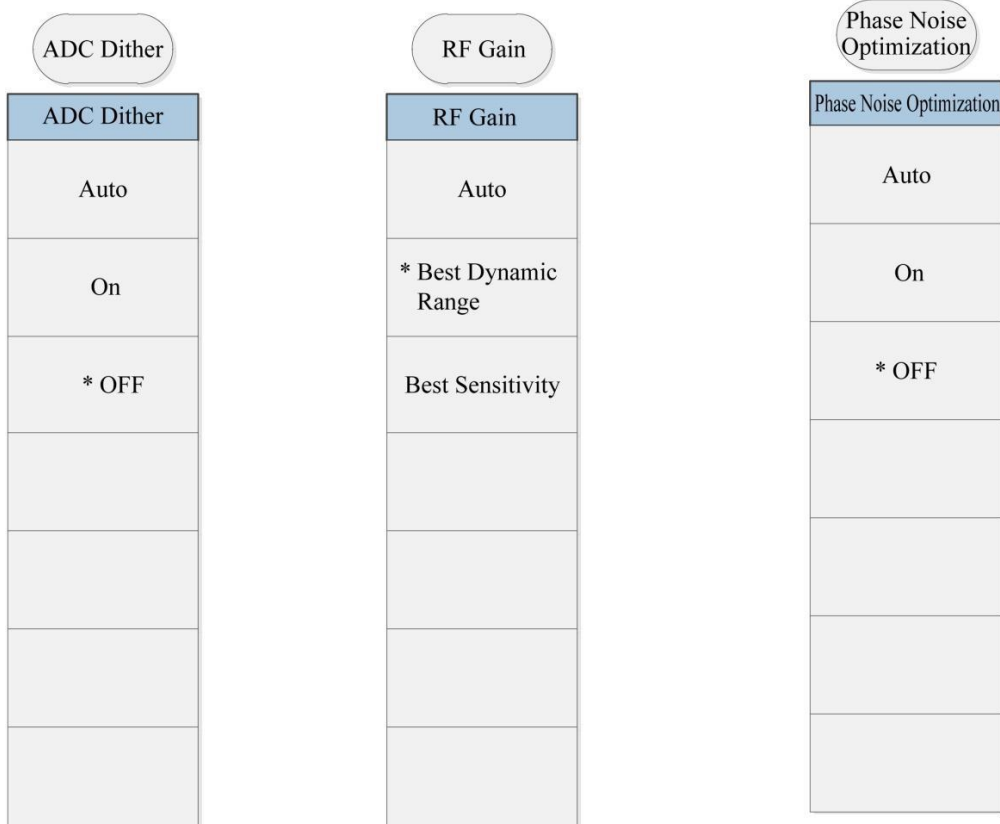 ADC Dither
ADC Dither
Auto
On
* OFF
RF Gain
RF Gain
Auto
* Best Dynamic
Range
Best Sensitivity
Phase Noise
Optimization
Phase Noise Optimization
Auto
On
* OFF